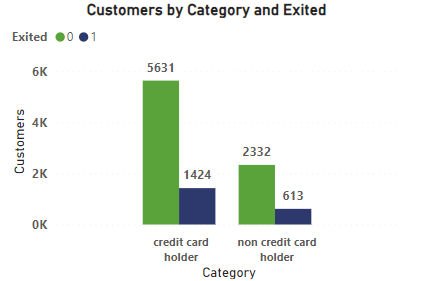 Customers by Category and Exited
Exited 0 1
Customers
6K
4K
2K
0K
5631
1424
2332
613
credit card
holder
non credit card
holder
Category